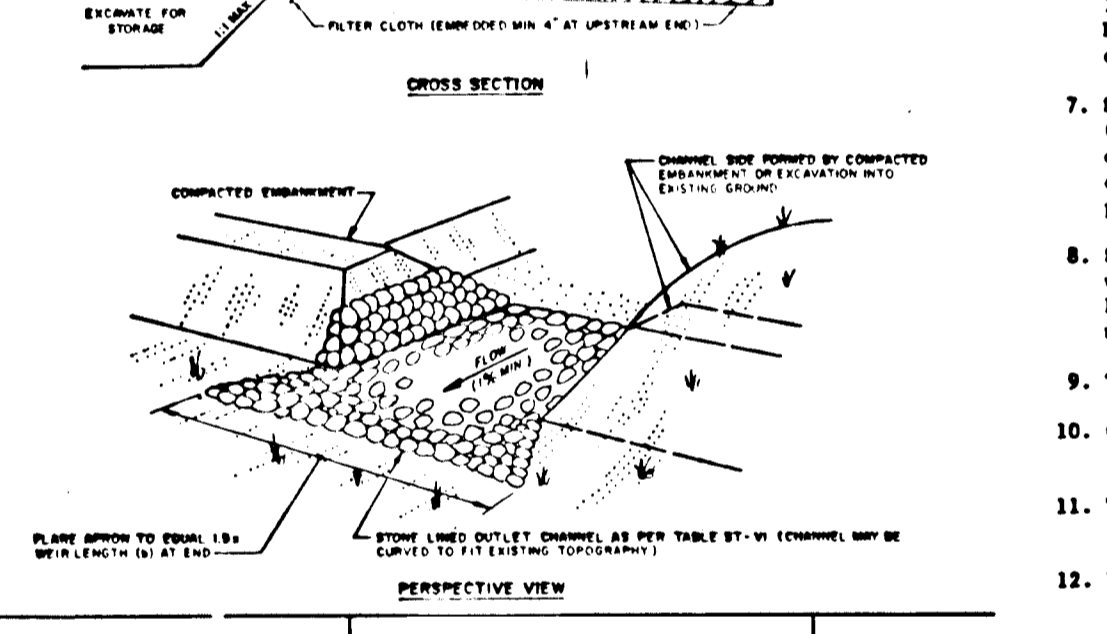 EXCAVATE FOR
STORAGE
1:1 MAX
FILTER CLOTH (EMBEDDED MIN 4" AT UPSTREAM END)
CROSS SECTION
7.
CHANNEL SIDE FORMED BY COMPACTED
EMBANKMENT OR EXCAVATION INTO
EXISTING GROUND
COMPACTED EMBANKMENT
8.
FLOW
(1% MIN)
9.
10.
11.
FLARE APRON TO EQUAL
WEIR LENGTH (b) AT END
STONE LINED OUTLET CHANNEL AS PER TABLE ST-VI (CHANNEL MAY BE
CURVED TO FIT EXISTING TOPOGRAPHY)
12.
PERSPECTIVE VIEW